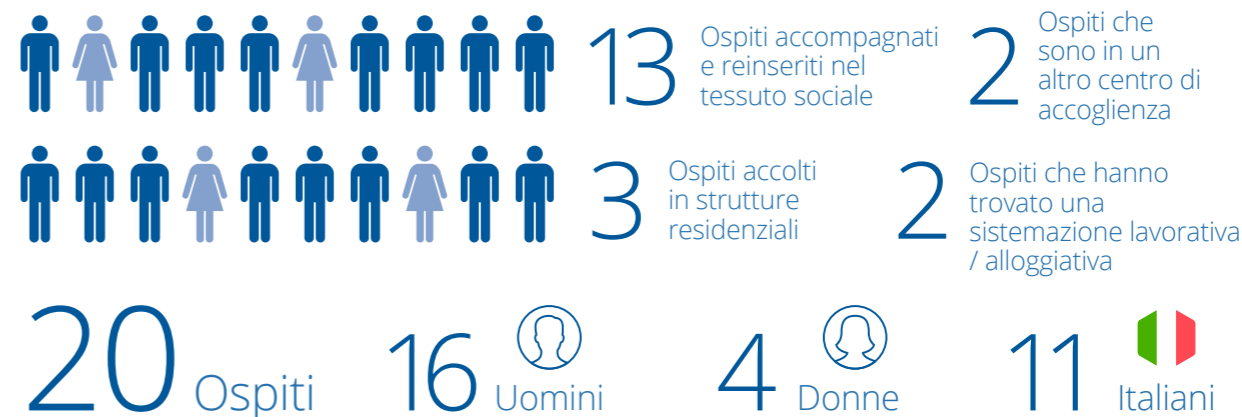 13
Ospiti accompagnati
e reinseriti nel
tessuto sociale
2
Ospiti che
sono in un
altro centro di
accoglienza
3
Ospiti accolti
in strutture
residenziali
2
Ospiti che hanno
trovato una
sistemazione lavorativa
/ alloggiativa
20 Ospiti
16 Uomini
4 Donne
11 Italiani